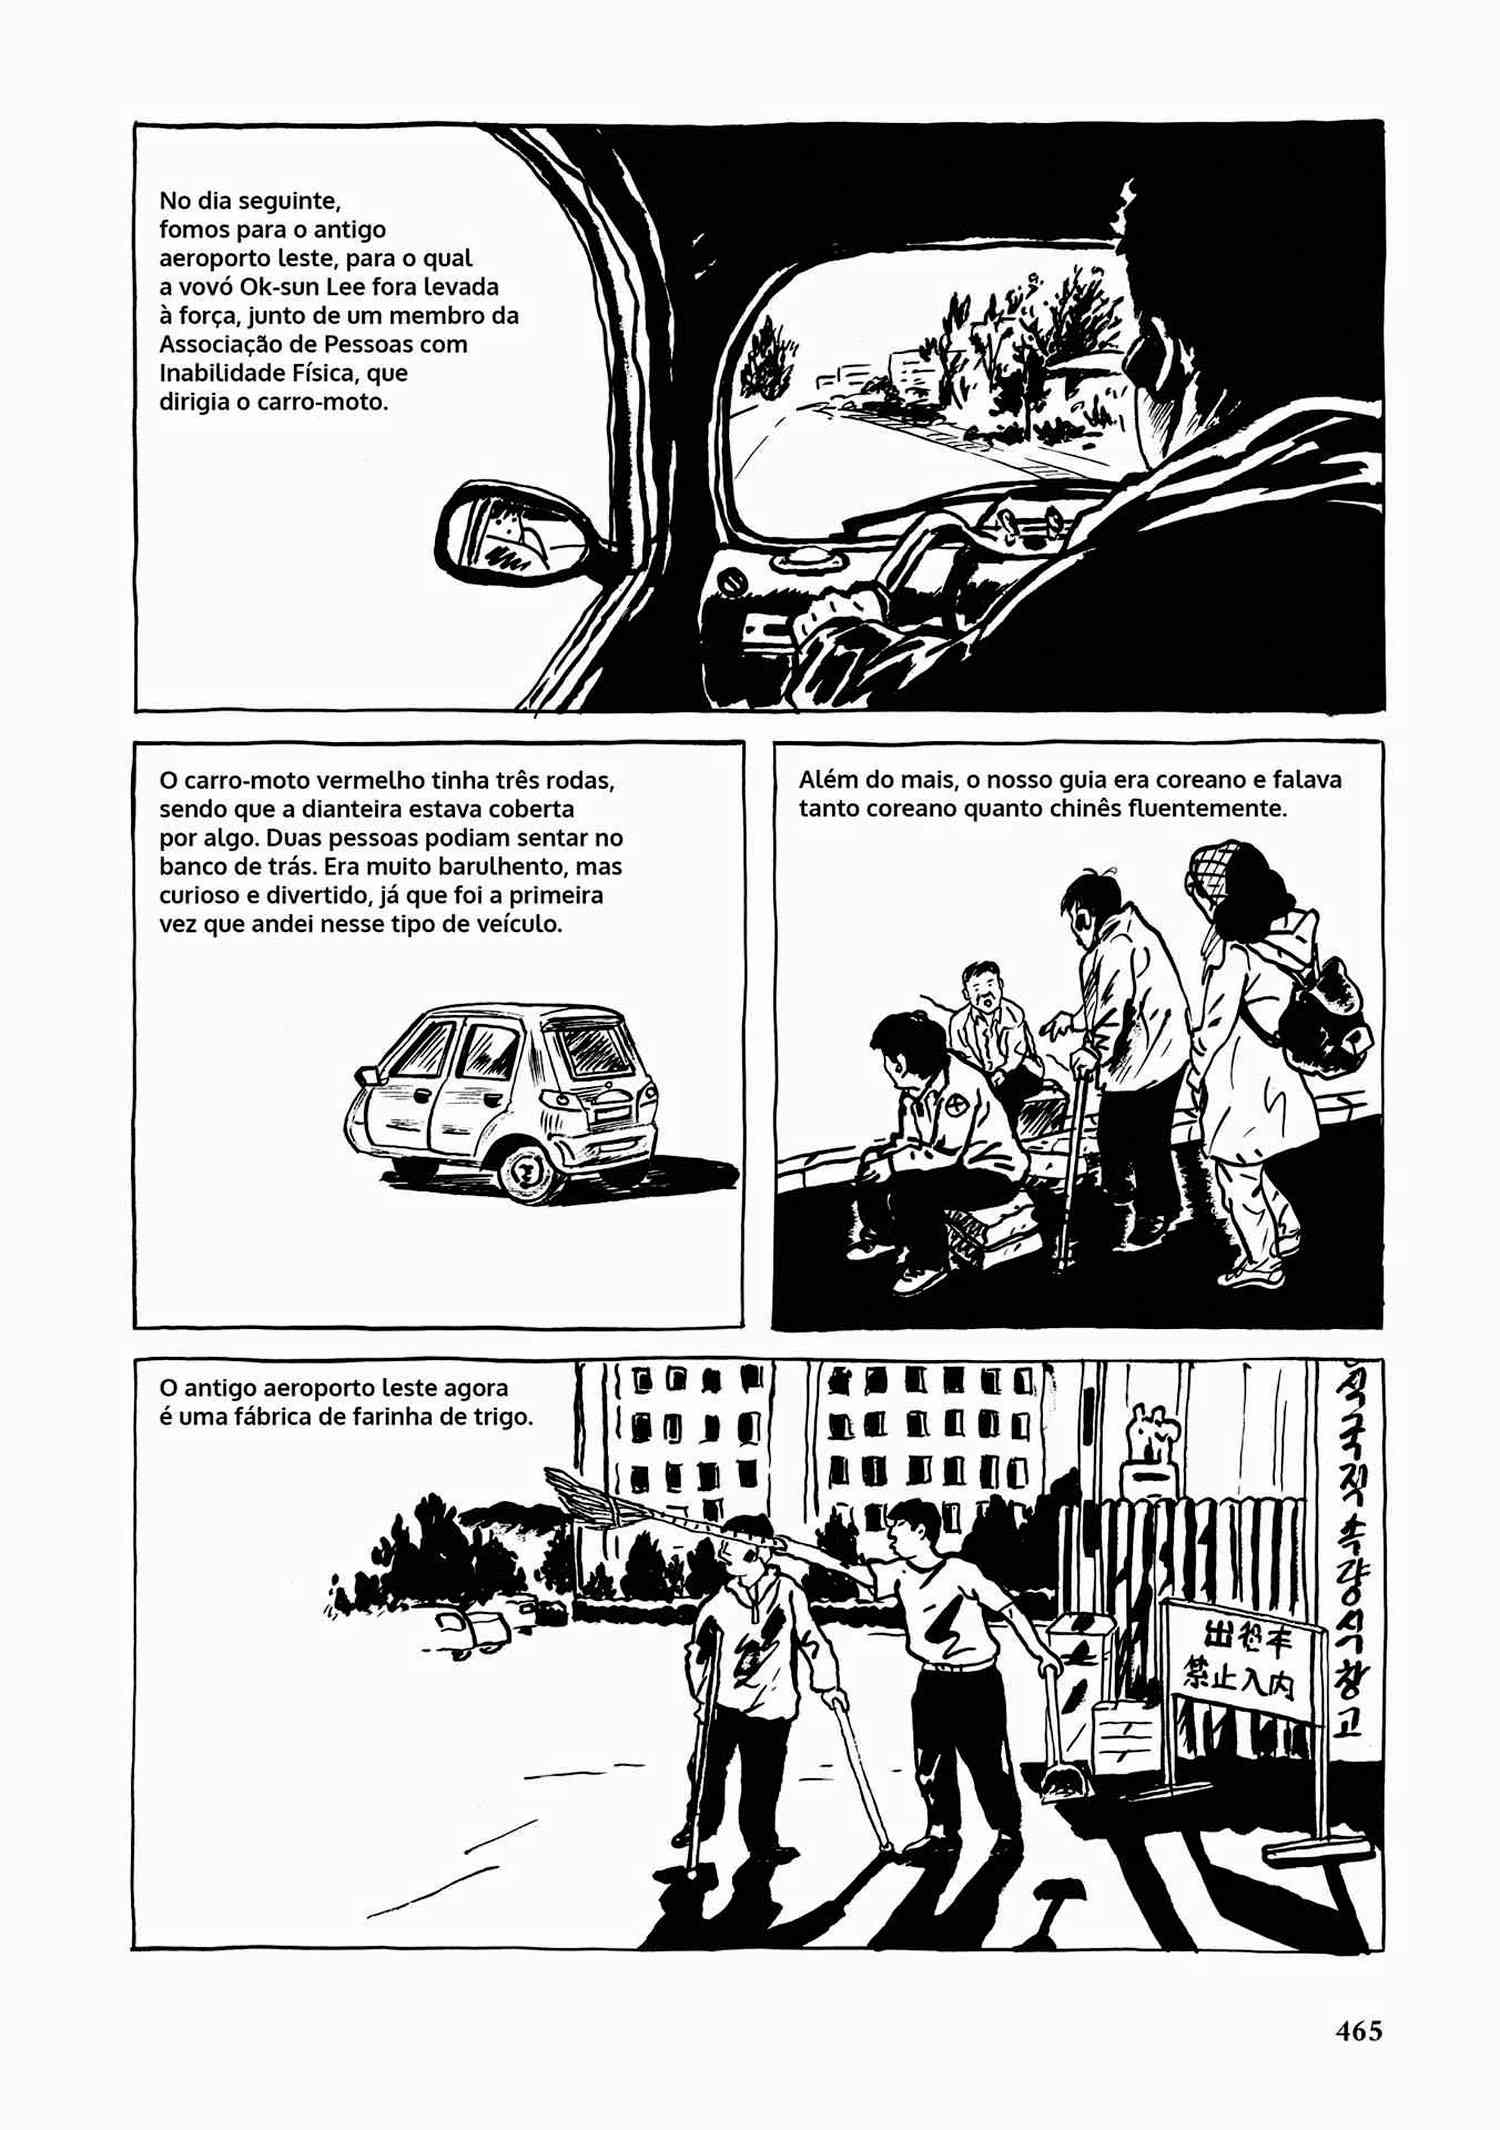 No dia seguinte,
fomos para o antigo
aeroporto leste, para o qual
a vovó Ok-sun Lee fora levada
à força, junto de um membro da
Associação de Pessoas com
Inabilidade Física, que
dirigia o carro-moto.
O carro-moto vermelho tinha três rodas,
sendo que a dianteira estava coberta
por algo. Duas pessoas podiam sentar no
banco de trás. Era muito barulhento, mas
curioso e divertido, já que foi a primeira
vez que andei nesse tipo de veículo.
Além do mais, o nosso guia era coreano e falava
tanto coreano quanto chinês fluentemente.
O antigo aeroporto leste agora
é uma fábrica de farinha de trigo.
출租车
禁止入内
465